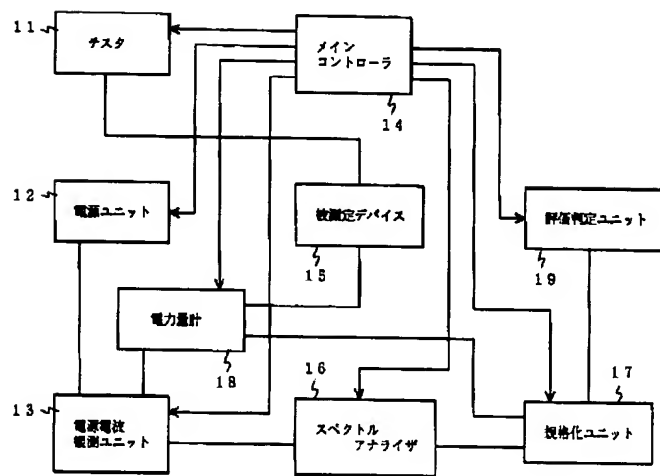 11
テスタ
メイン
コントローラ
14
12
電源ユニット
被測定デバイス
15
評価判定ユニット
19
電力量計
18
13
電源電流
観測ユニット
16
スペクトル
アナライザ
17
規格化ユニット